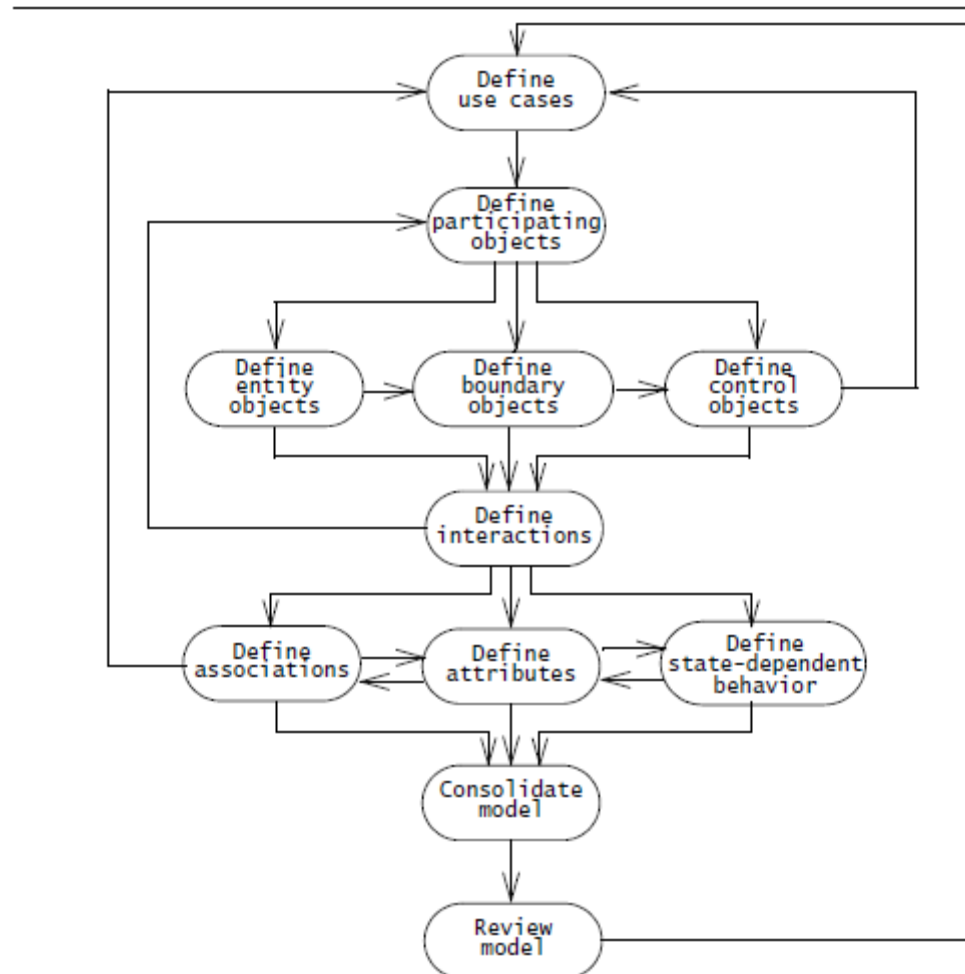 Define
use cases
Define
participating
objects
Define
entity
objects
Define
boundary
objects
Define
control
objects
Define
interactions
Define
associations
Define
attributes
Define
state-dependent
behavior
Consolidate
model
Review
model